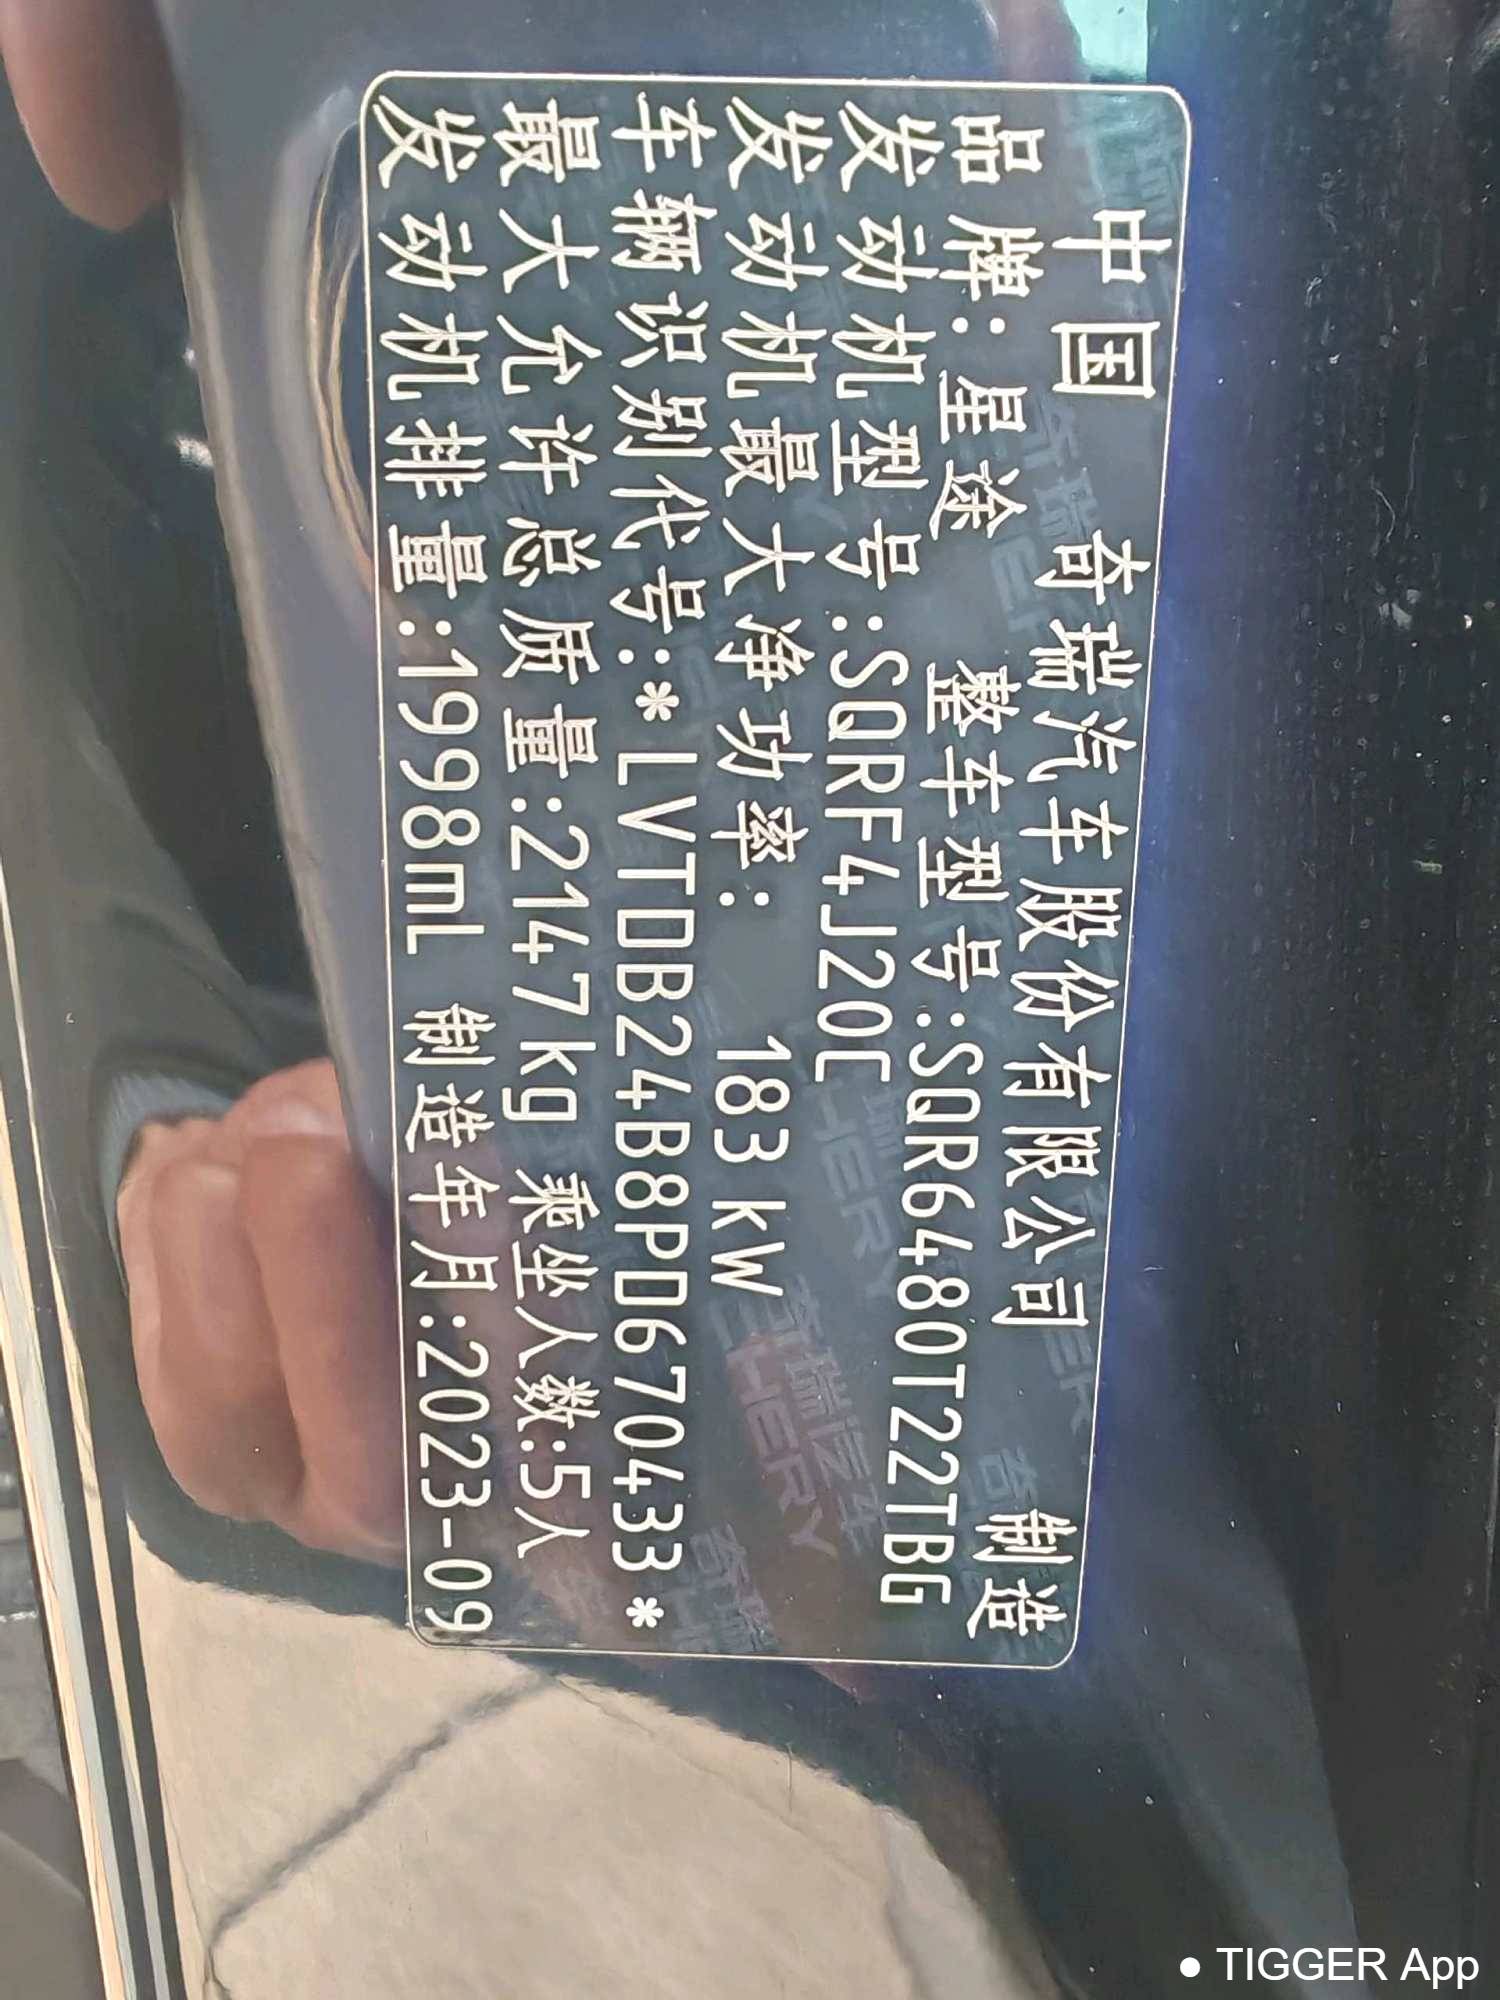 中国 奇瑞汽车股份有限公司 制造
品牌:星途 整车型号:SQR6480T22TBG
发动机型号:SQRF4J20C
发动机最大净功率: 183 kW
车辆识别代号:*LVTDB24B8PD670433*
最大允许总质量:2147kg 乘坐人数:5人
发动机排量:1998mL 制造年月:2023-09
● TIGGER App